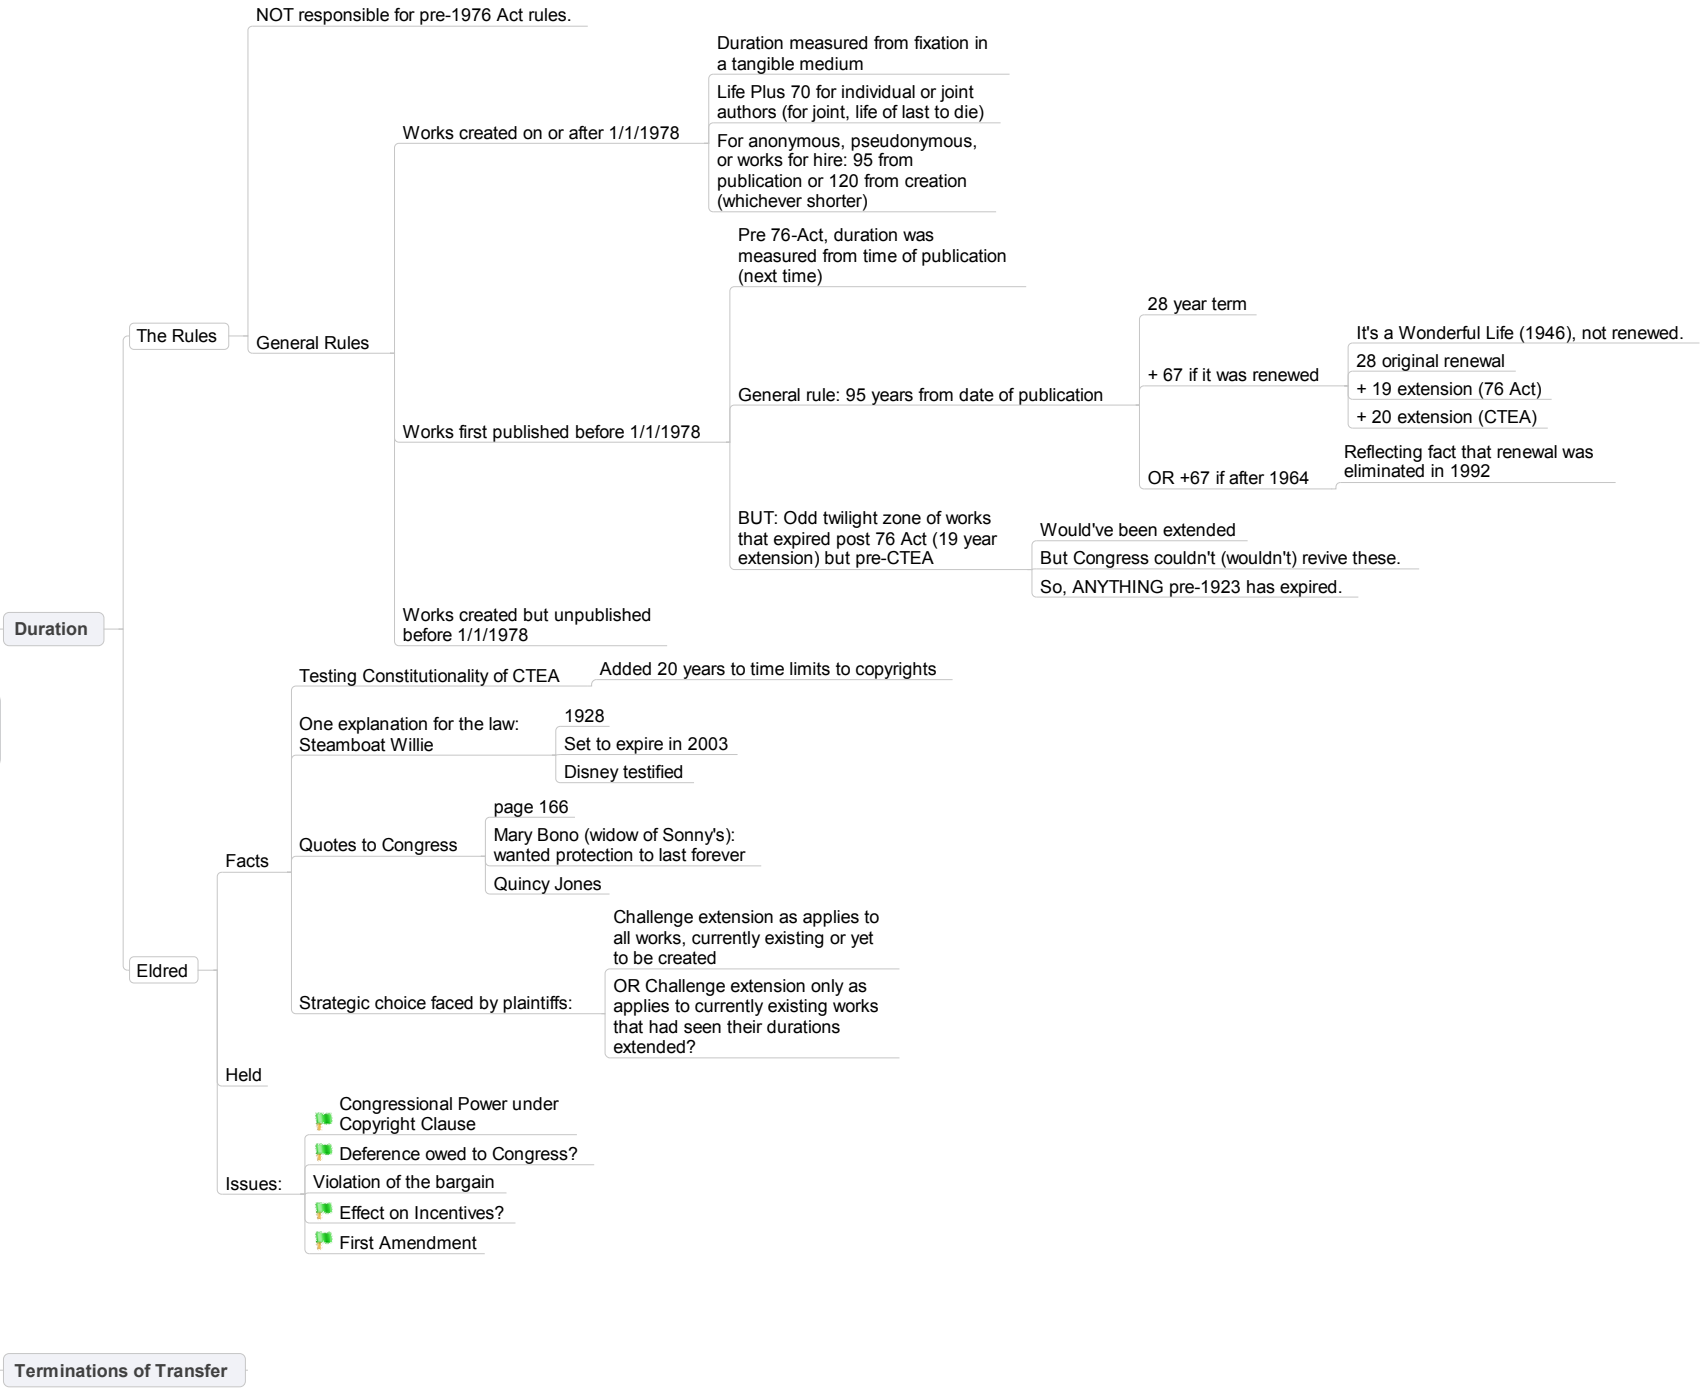 NOT responsible for pre-1976 Act rules.
Duration measured from fixation in
a tangible medium
Life Plus 70 for individual or joint
authors (for joint, life of last to die)
Works created on or after 1/1/1978
For anonymous, pseudonymous,
or works for hire: 95 from
publication or 120 from creation
(whichever shorter)
Pre 76-Act, duration was
measured from time of publication
(next time)
28 year term
The Rules
General Rules
It's a Wonderful Life (1946), not renewed.
28 original renewal
+ 67 if it was renewed
+ 19 extension (76 Act)
General rule: 95 years from date of publication
+ 20 extension (CTEA)
Works first published before 1/1/1978
Reflecting fact that renewal was
eliminated in 1992
OR +67 if after 1964
BUT: Odd twilight zone of works
that expired post 76 Act (19 year
extension) but pre-CTEA
Would've been extended
But Congress couldn't (wouldn't) revive these.
So, ANYTHING pre-1923 has expired.
Works created but unpublished
before 1/1/1978
Duration
Testing Constitutionality of CTEA
Added 20 years to time limits to copyrights
One explanation for the law:
Steamboat Willie
1928
Set to expire in 2003
Disney testified
Quotes to Congress
page 166
Mary Bono (widow of Sonny's):
wanted protection to last forever
Quincy Jones
Facts
Challenge extension as applies to
all works, currently existing or yet
to be created
Eldred
Strategic choice faced by plaintiffs:
OR Challenge extension only as
applies to currently existing works
that had seen their durations
extended?
Held
Congressional Power under
Copyright Clause
Deference owed to Congress?
Issues:
Violation of the bargain
Effect on Incentives?
First Amendment
Terminations of Transfer